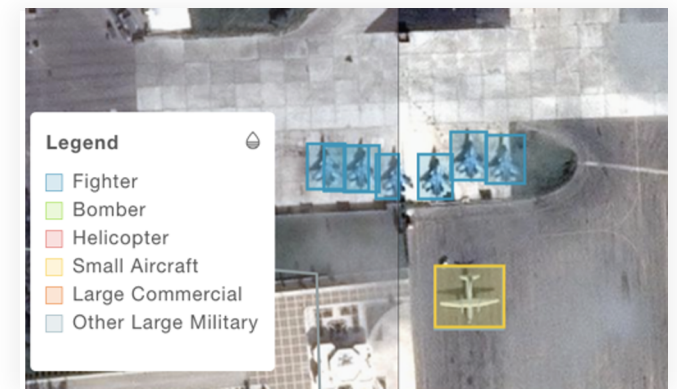 Legend
Fighter
Bomber
Helicopter
Small Aircraft
Large Commercial
Other Large Military